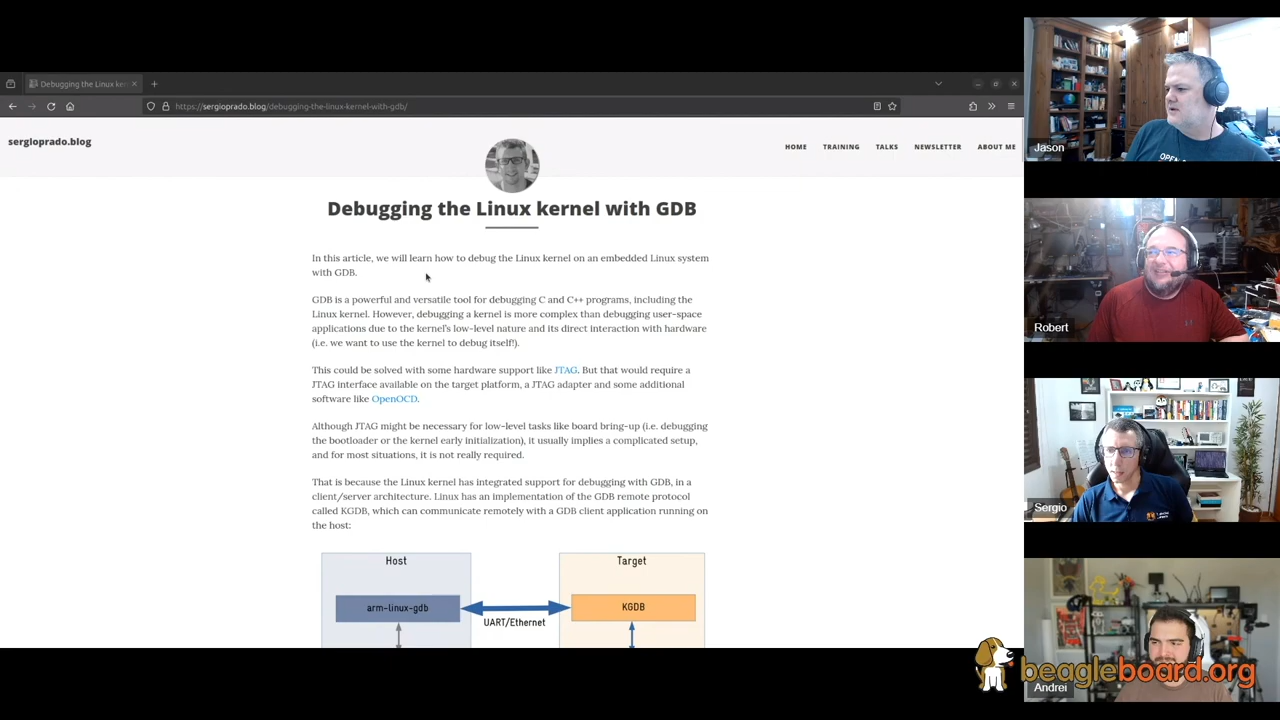 Debugging the Linux ker
https://sergioprado.blog/debugging-the-linux-kernel-with-gdb/
sergioprado.blog
HOME TRAINING TALKS NEWSLETTER ABOUT ME
Debugging the Linux kernel with GDB
In this article, we will learn how to debug the Linux kernel on an embedded Linux system
with GDB.
GDB is a powerful and versatile tool for debugging C and C++ programs, including the
Linux kernel. However, debugging a kernel is more complex than debugging user-space
applications due to the kernel's low-level nature and its direct interaction with hardware
(i.e. we want to use the kernel to debug itself!).
This could be solved with some hardware support like JTAG. But that would require a
JTAG interface available on the target platform, a JTAG adapter and some additional
software like OpenOCD.
Although JTAG might be necessary for low-level tasks like board bring-up (i.e. debugging
the bootloader or the kernel early initialization), it usually implies a complicated setup,
and for most situations, it is not really required.
That is because the Linux kernel has integrated support for debugging with GDB, in a
client/server architecture. Linux has an implementation of the GDB remote protocol
called KGDB, which can communicate remotely with a GDB client application running on
the host:
Host
Target
arm-linux-gdb
KGDB
UART/Ethernet
Jason
OPEN
Robert
Sergio
Andrei
beagleboard.org